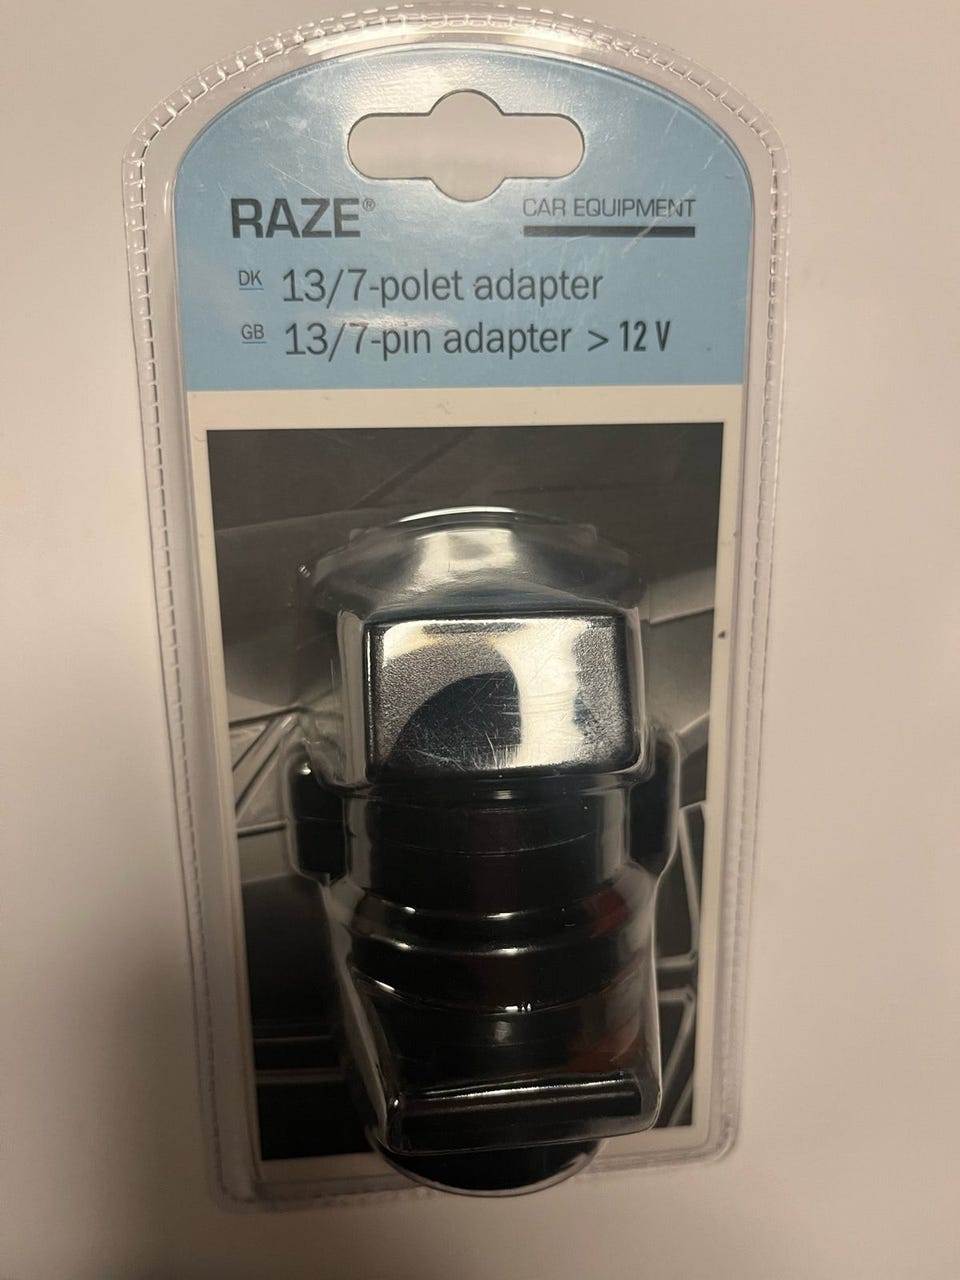 RAZE®
CAR EQUIPMENT
DK 13/7-polet adapter
GB 13/7-pin adapter > 12 V